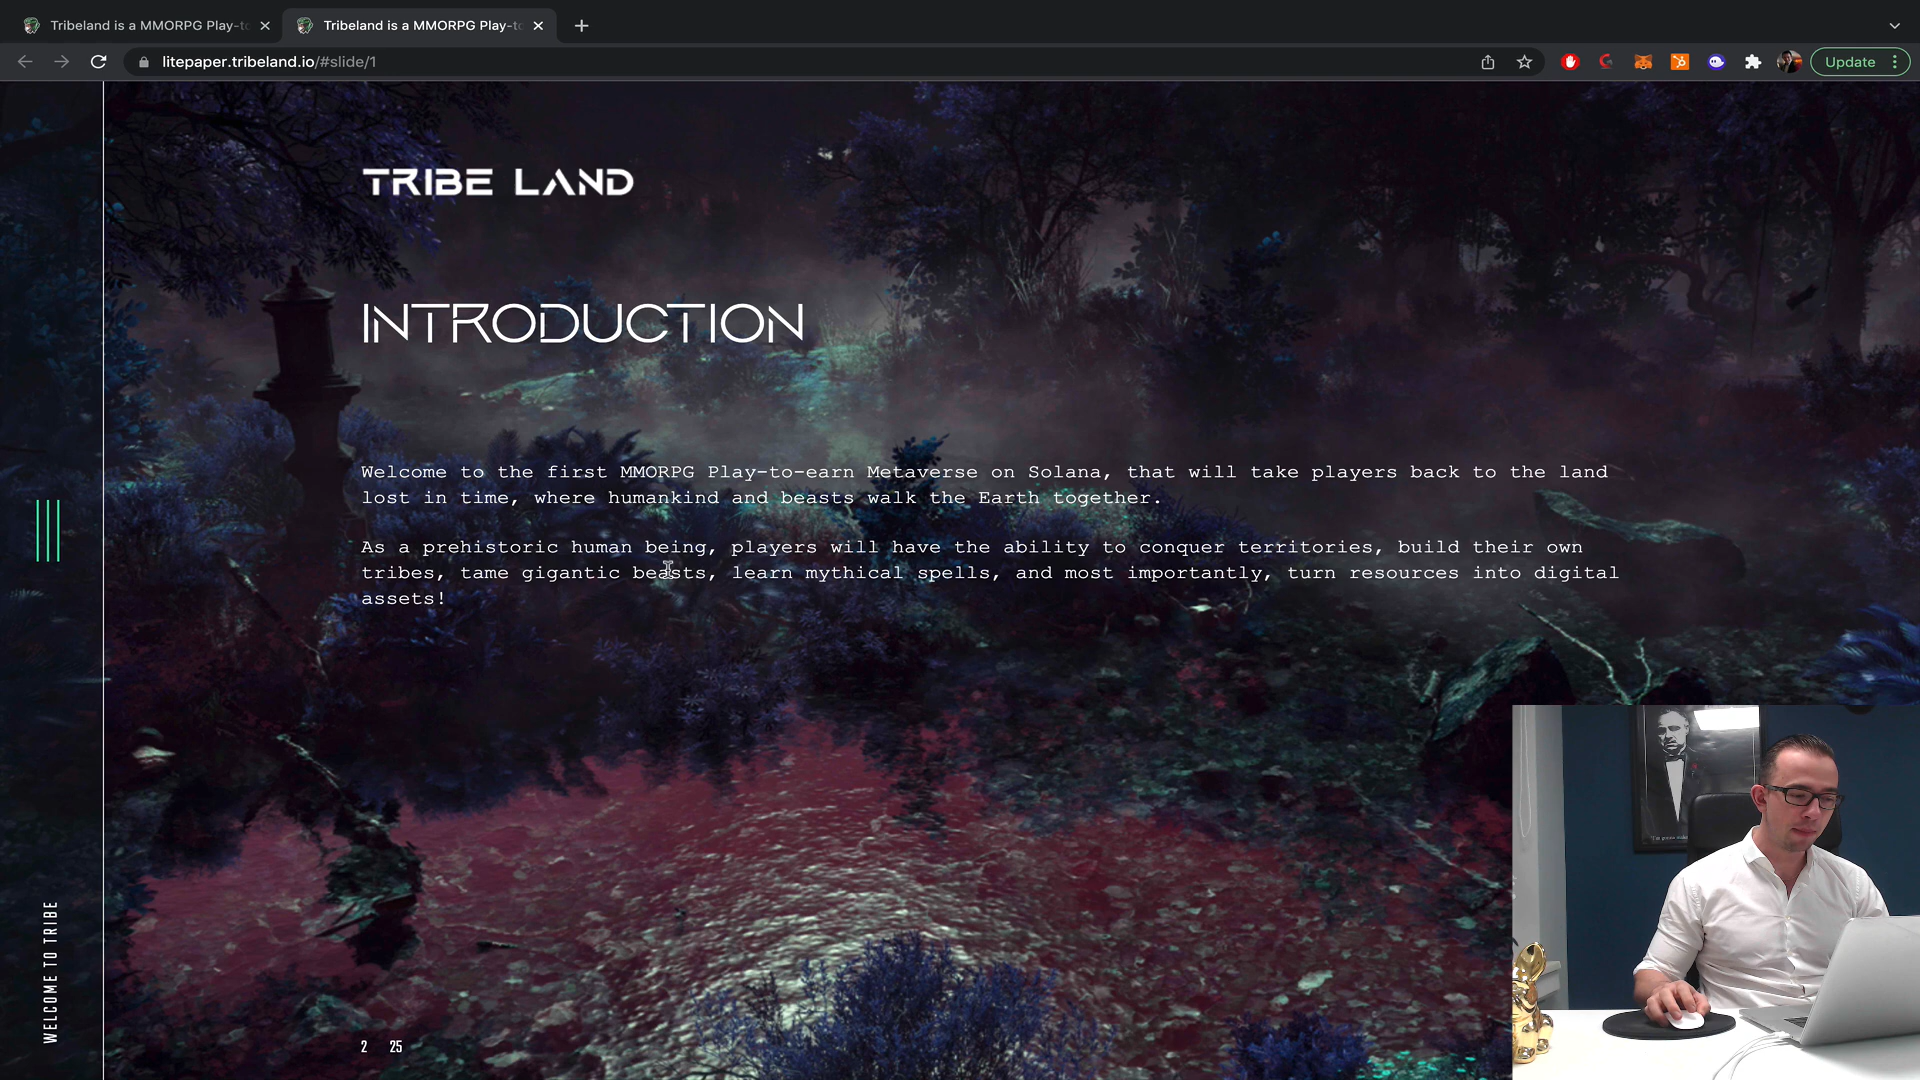 Tribeland is a MMORPG Play-to
Tribeland is a MMORPG Play-to
litepaper.tribeland.io/#slide/1
Update
TRIBE LAND
INTRODUCTION
Welcome to the first MMORPG Play-to-earn Metaverse on Solana, that will take players back to the land
lost in time, where humankind and beasts walk the Earth together.
As a prehistoric human being, players will have the ability to conquer territories, build their own
tribes, tame gigantic beasts, learn mythical spells, and most importantly, turn resources into digital
assets!
WELCOME TO TRIBE
2 25